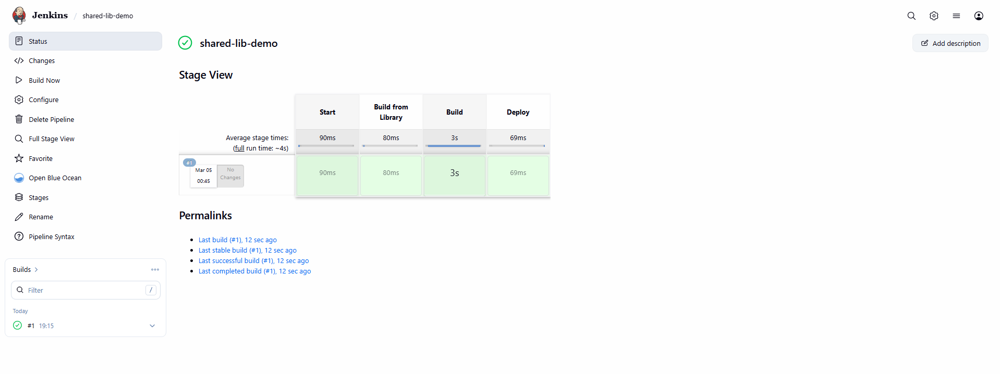 Jenkins / shared-lib-demo
Status
Changes
Build Now
Configure
Delete Pipeline
Full Stage View
Favorite
Open Blue Ocean
Stages
Rename
Pipeline Syntax
Builds
Filter /
Today
#1 19:15
shared-lib-demo
Add description
Stage View
Start
Build from
Library
Build
Deploy
Average stage times:
(full run time: ~4s)
90ms
80ms
3s
69ms
#1
Mar 05
00:45
No
Changes
90ms
80ms
3s
69ms
Permalinks
Last build (#1), 12 sec ago
Last stable build (#1), 12 sec ago
Last successful build (#1), 12 sec ago
Last completed build (#1), 12 sec ago